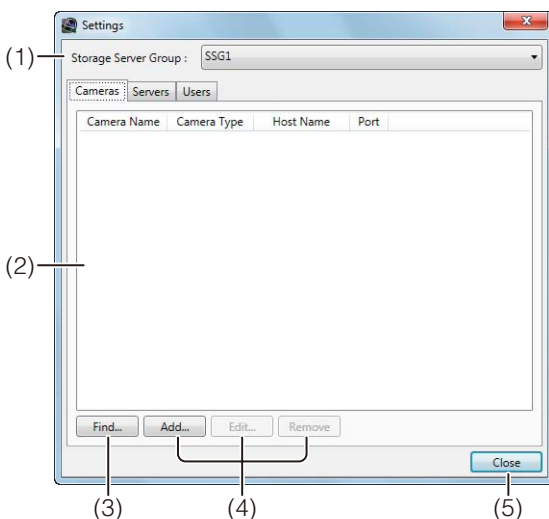 Settings
(1)
Storage Server Group : SSG1
Cameras Servers Users
Camera Name Camera Type Host Name Port
(2)
Find... Add... Edit... Remove
Close
(3) (4) (5)